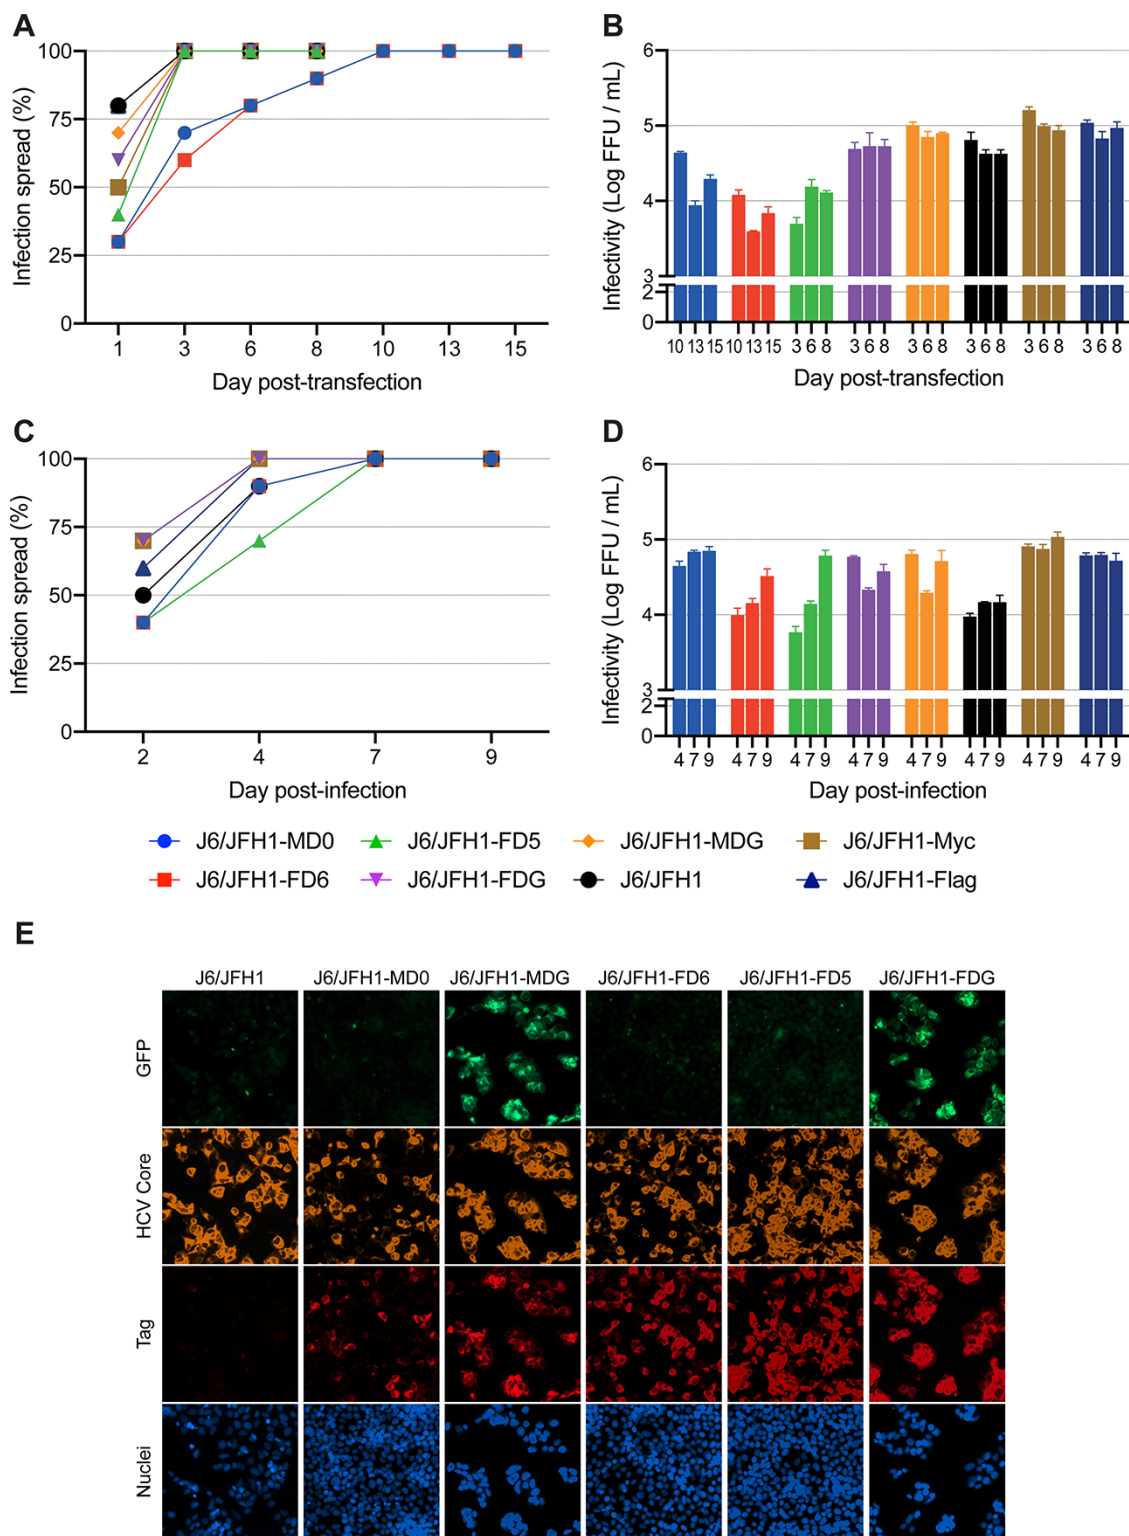 A
Infection spread (%)
100
75
50
25
0
1 3 6 8 10 13 15
Day post-transfection
B
Infectivity (Log FFU / mL)
6
5
4
3
2
0
10 13 15 10 13 15 3 6 8 3 6 8 3 6 8 3 6 8 3 6 8 3 6 8
Day post-transfection
C
Infection spread (%)
100
75
50
25
0
2 4 7 9
Day post-infection
D
Infectivity (Log FFU / mL)
6
5
4
3
2
0
4 7 9 4 7 9 4 7 9 4 7 9 4 7 9 4 7 9 4 7 9 4 7 9
Day post-infection
J6/JFH1-MD0 J6/JFH1-FD5 J6/JFH1-MDG J6/JFH1-Myc
J6/JFH1-FD6 J6/JFH1-FDG J6/JFH1 J6/JFH1-Flag
E
J6/JFH1 J6/JFH1-MD0 J6/JFH1-MDG J6/JFH1-FD6 J6/JFH1-FD5 J6/JFH1-FDG
GFP
HCV Core
Tag
Nuclei